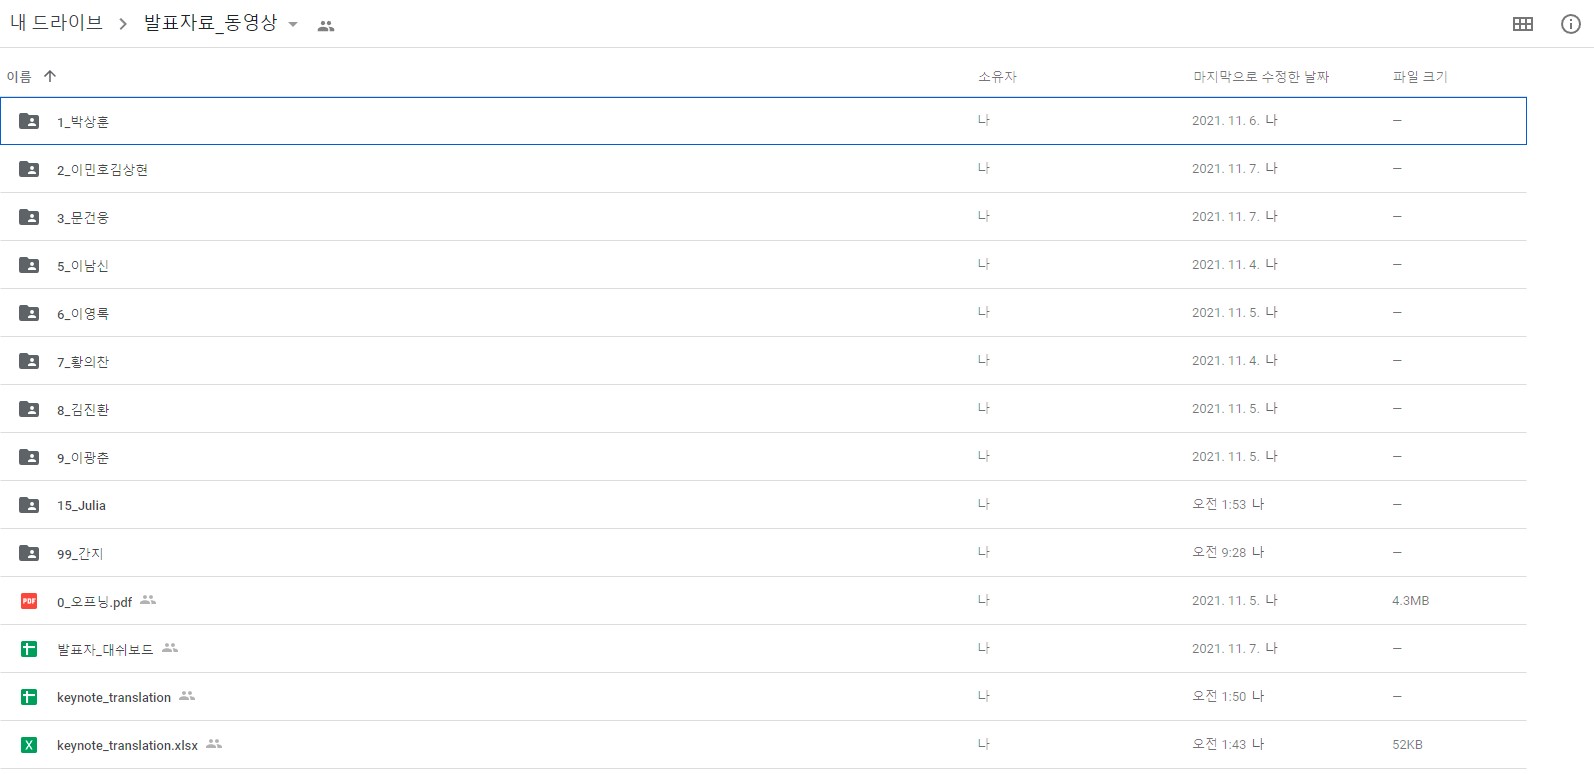 내 드라이브 > 발표자료_동영상
이름 ↑ 소유자 마지막으로 수정한 날짜 파일 크기
1_박상훈 나 2021. 11. 6. 나 —
2_이민호김상현 나 2021. 11. 7. 나 —
3_문건웅 나 2021. 11. 7. 나 —
5_이남신 나 2021. 11. 4. 나 —
6_이영록 나 2021. 11. 5. 나 —
7_황의찬 나 2021. 11. 4. 나 —
8_김진환 나 2021. 11. 5. 나 —
9_이광춘 나 2021. 11. 5. 나 —
15_Julia 나 오전 1:53 나 —
99_간지 나 오전 9:28 나 —
PDF 0_오프닝.pdf 나 2021. 11. 5. 나 4.3MB
발표자_대쉬보드 나 2021. 11. 7. 나 —
keynote_translation 나 오전 1:50 나 —
X keynote_translation.xlsx 나 오전 1:43 나 52KB